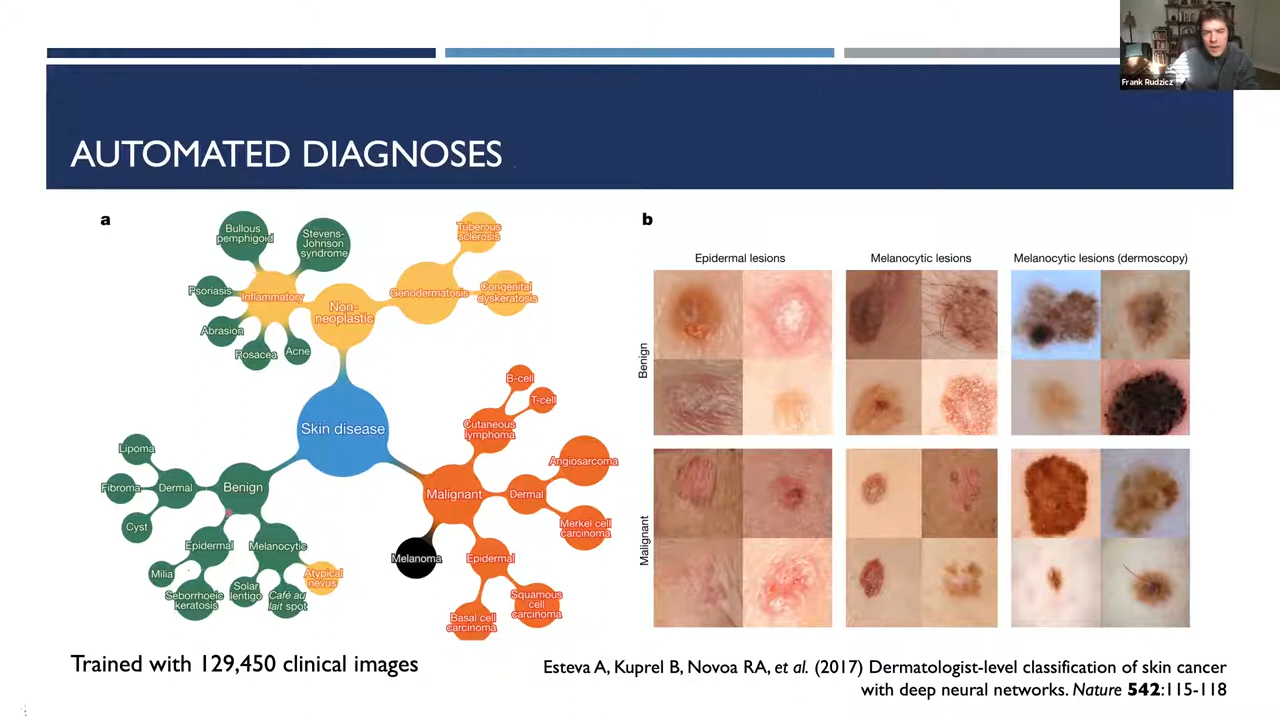 Frank Rudzicz
AUTOMATED DIAGNOSES
a
Bullous
pemphigoid
Stevens-
Johnson
syndrome
Tuberous
sclerosis
Psoriasis
Inflammatory
Genodermatosis
Congenital
dyskeratosis
Non-
neoplastic
Abrasion
Rosacea
Acne
Skin disease
B-cell
T-cell
Cutaneous
lymphoma
Angiosarcoma
Lipoma
Fibroma
Dermal
Benign
Cyst
Malignant
Dermal
Merkel cell
carcinoma
Epidermal
Melanocytic
Melanoma
Epidermal
Milia
Seborrhoeic
keratosis
Solar
lentigo
Café au
lait spot
Atypical
nevus
Squamous
cell
carcinoma
Basal cell
carcinoma
b
Epidermal lesions
Melanocytic lesions
Melanocytic lesions (dermoscopy)
Benign
Malignant
Trained with 129,450 clinical images
Esteva A, Kuprel B, Novoa RA, et al. (2017) Dermatologist-level classification of skin cancer
with deep neural networks. Nature 542:115-118